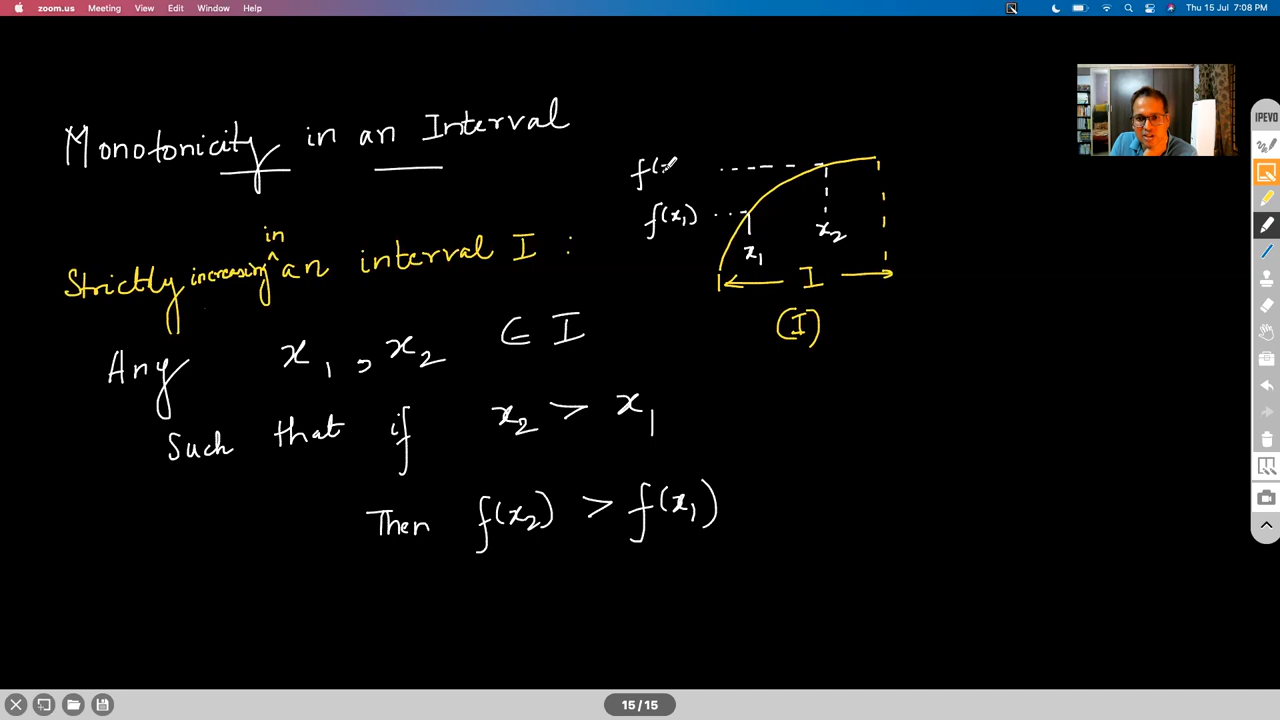 zoom.us Meeting View Edit Window Help Thu 15 Jul 7:08 PM
Monotonicity in an Interval
Strictly increasing in an interval I :
Any x₁ , x₂ ∈ I
Such that if x₂ > x₁
Then f(x₂) > f(x₁)
f(
f(x₁)
x₁
x₂
I
(I)
IPEVO
15 / 15